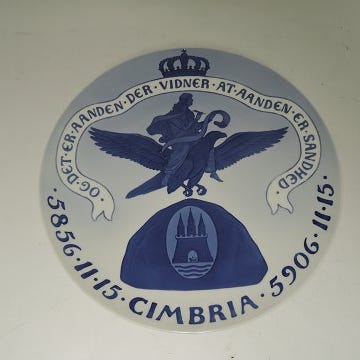 · OG · DET · ER · AANDEN · DER · VIDNER · AT · AANDEN · ER · SANDHED ·
· 5856 · 11 · 15 · CIMBRIA · 5906 · 11 · 15 ·